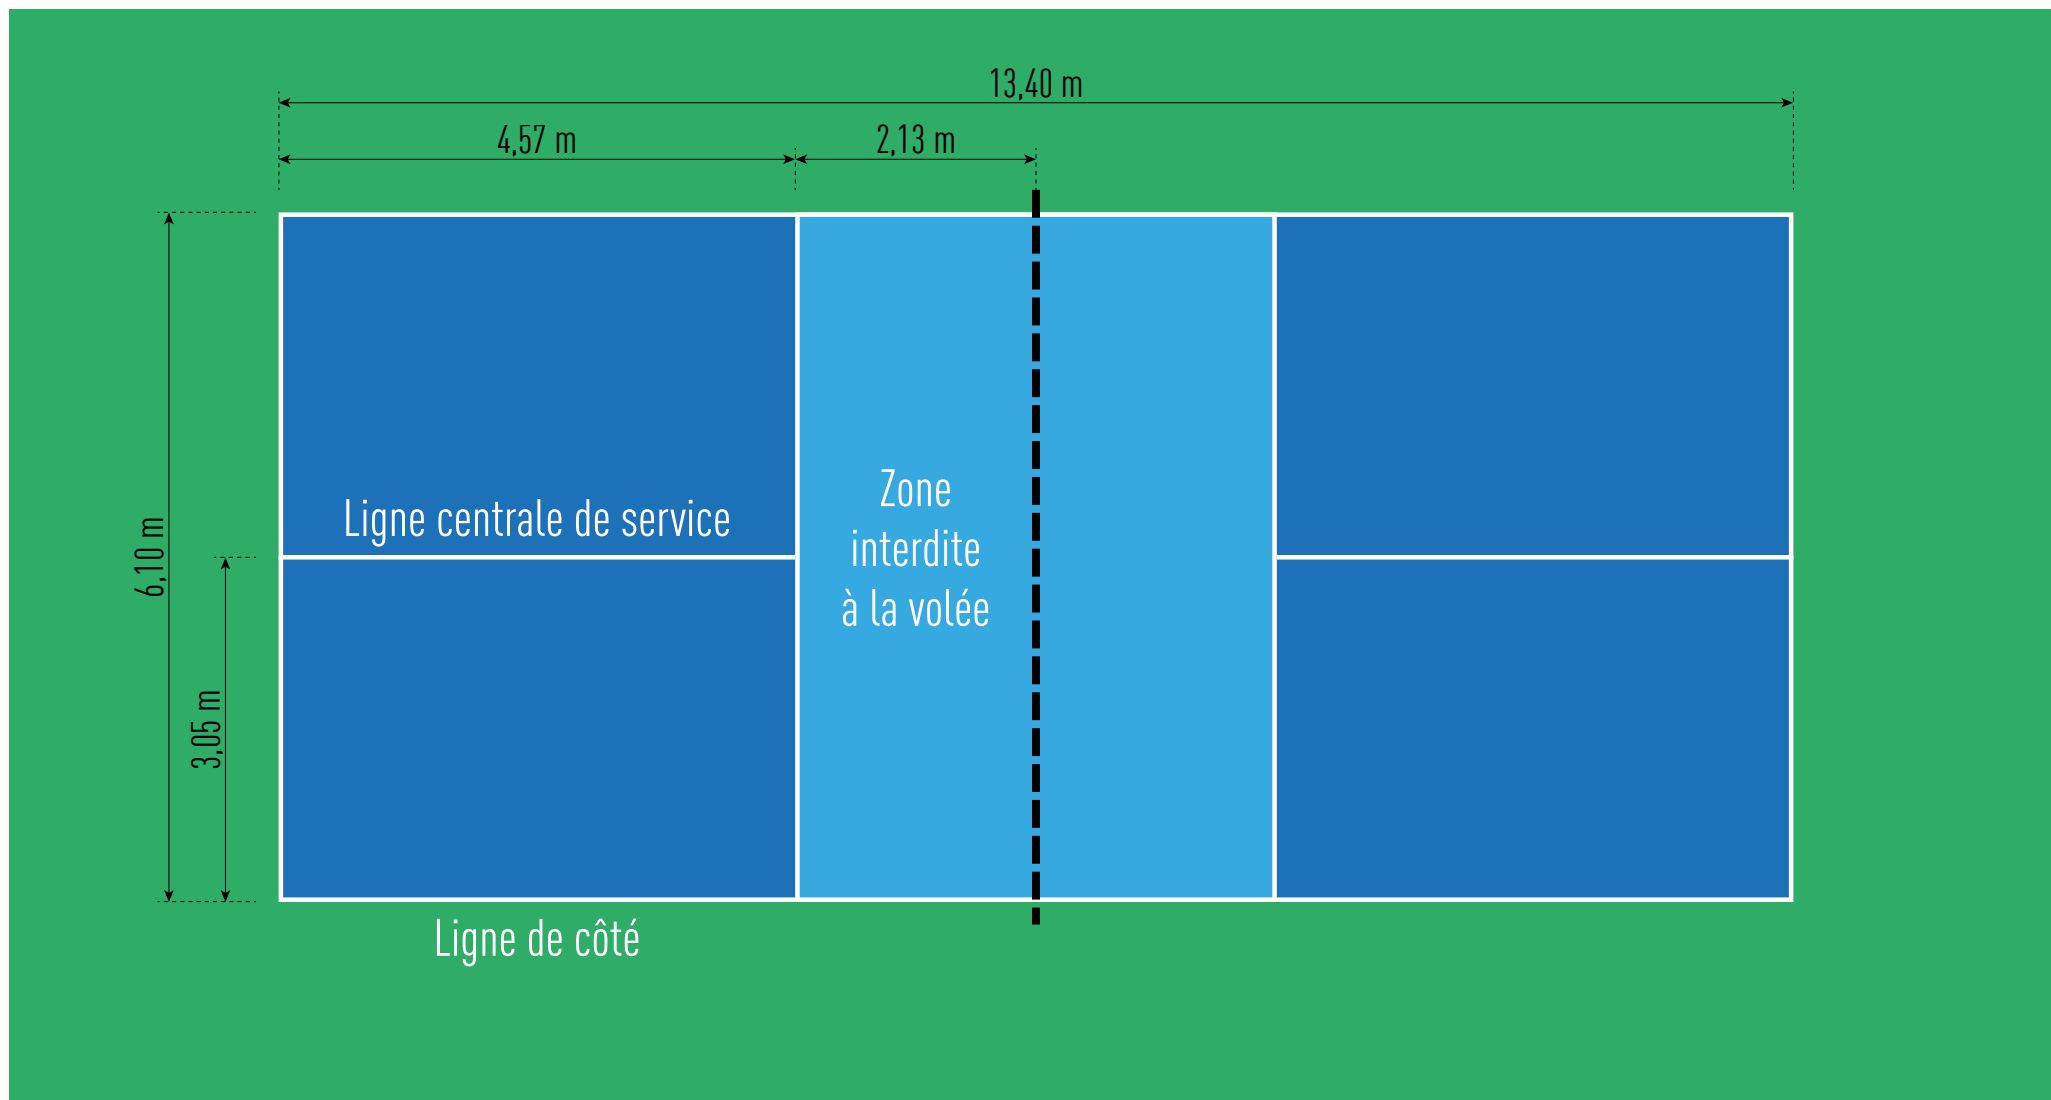 13,40 m
4,57 m
2,13 m
6,10 m
3,05 m
Ligne centrale de service
Zone
interdite
à la volée
Ligne de côté